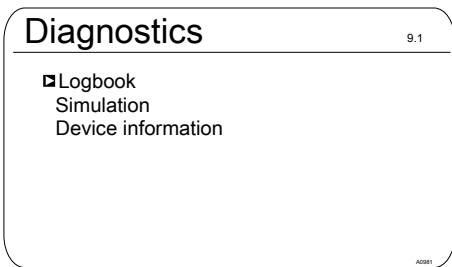 Diagnostics 9.1
Logbook
Simulation
Device information
A0981